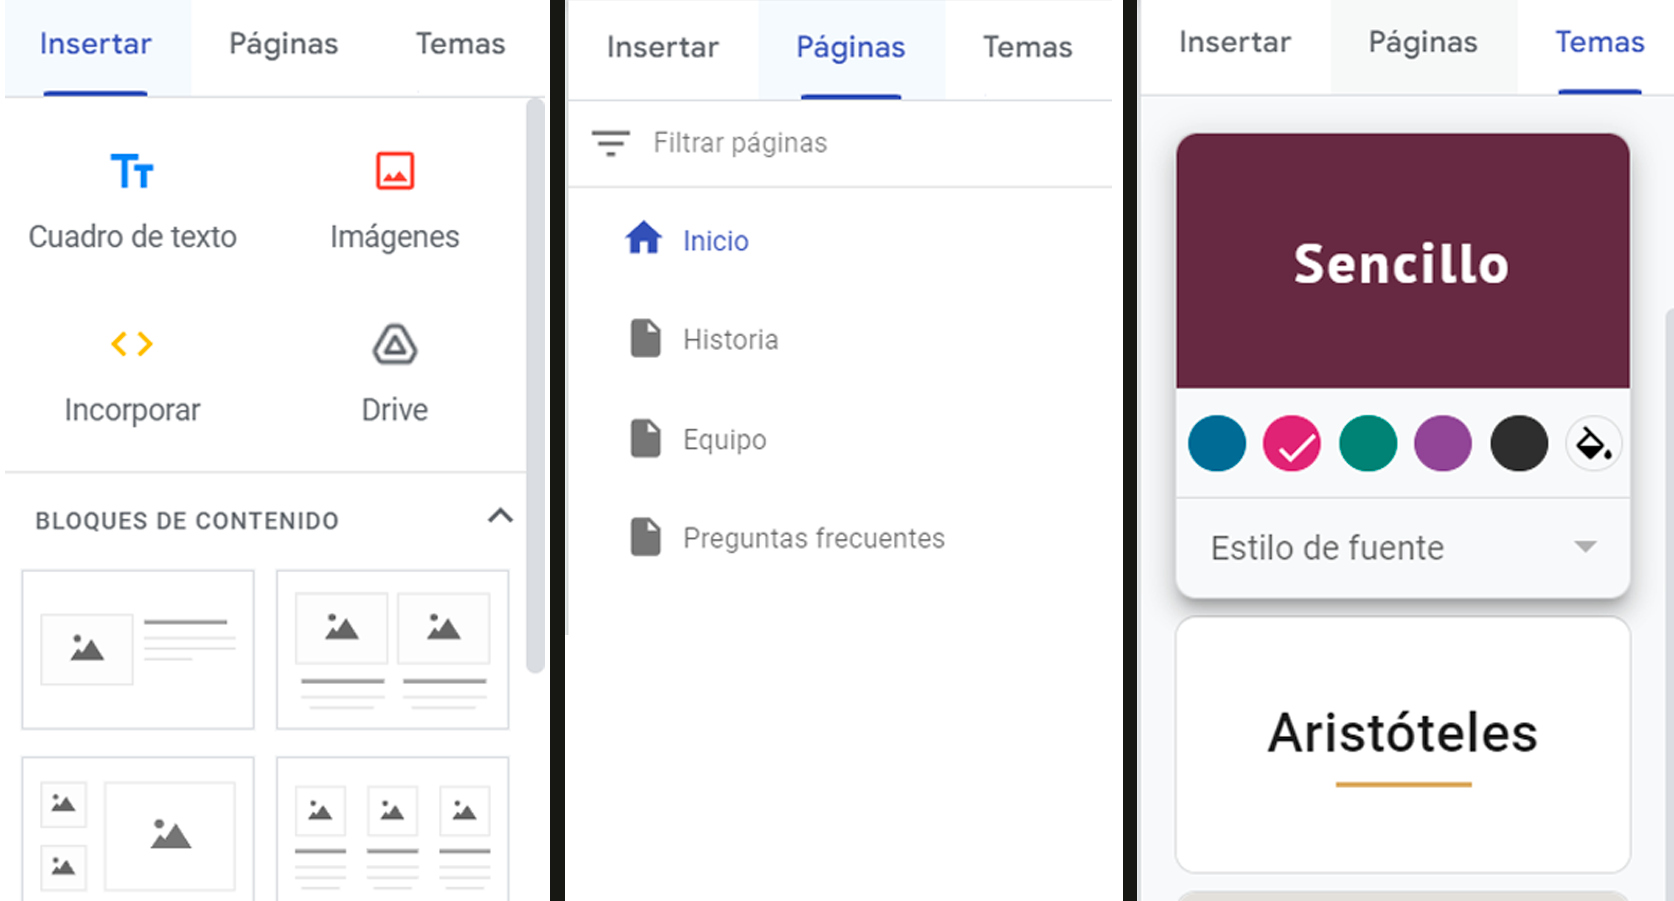 Insertar Páginas Temas
Tt
Cuadro de texto Imágenes
Incorporar Drive
BLOQUES DE CONTENIDO
Insertar Páginas Temas
Filtrar páginas
Inicio
Historia
Equipo
Preguntas frecuentes
Insertar Páginas Temas
Sencillo
Estilo de fuente
Aristóteles